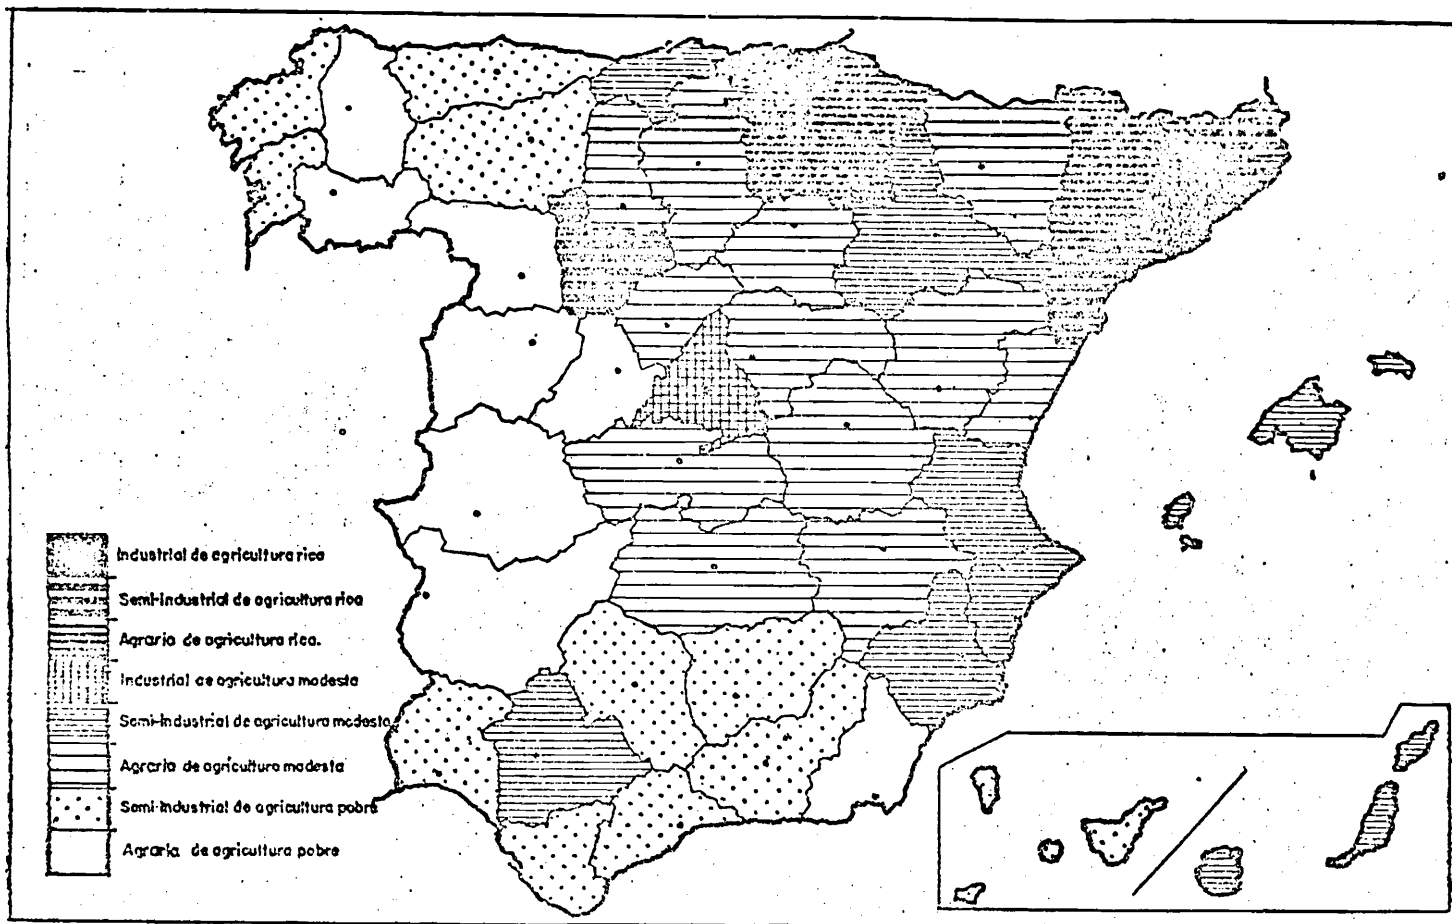 Industrial de agricultura rica
Semi-industrial de agricultura rica
Agraria de agricultura rica.
Industrial de agricultura modesta
Semi-industrial de agricultura modesta
Agraria de agricultura modesta
Semi-industrial de agricultura pobre
Agraria de agricultura pobre